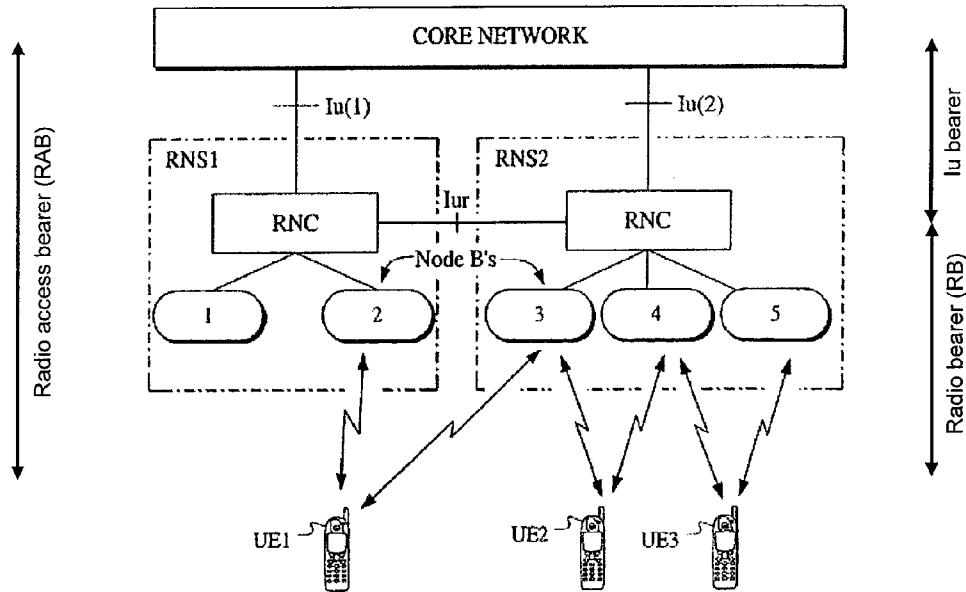 CORE NETWORK
Iu(1)
Iu(2)
RNS1
RNS2
Iur
RNC
RNC
Node B's
1
2
3
4
5
UE1
UE2
UE3
Radio access bearer (RAB)
Iu bearer
Radio bearer (RB)